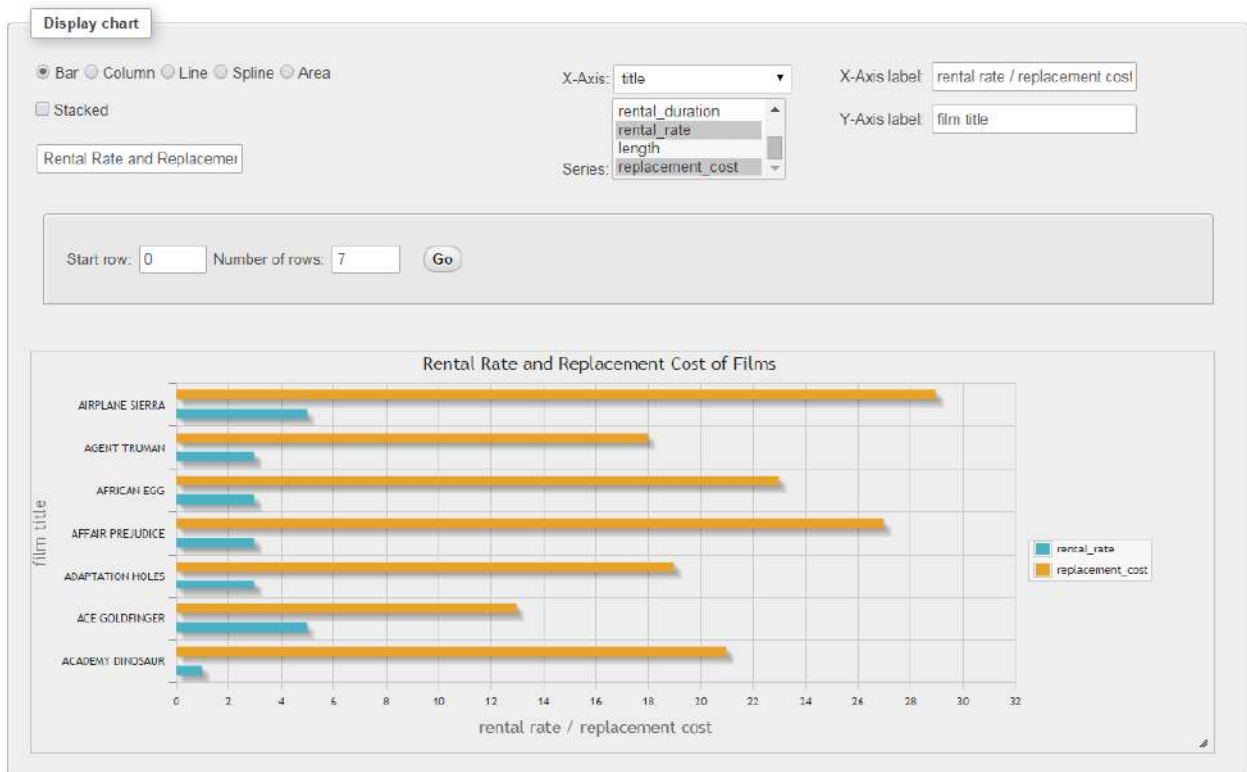 Display chart
Bar Column Line Spline Area
Stacked
Rental Rate and Replacemer
X-Axis: title
rental_duration
rental_rate
length
Series: replacement_cost
X-Axis label: rental rate / replacement cost
Y-Axis label: film title
Start row: 0 Number of rows: 7 Go
Rental Rate and Replacement Cost of Films
film title
AIRPLANE SIERRA
AGENT TRUMAN
AFRICAN EGG
AFFAIR PREJUDICE
ADAPTATION HOLES
ACE GOLDFINGER
ACADEMY DINOSAUR
0 2 4 6 8 10 12 14 16 18 20 22 24 26 28 30 32
rental rate / replacement cost
rental_rate
replacement_cost